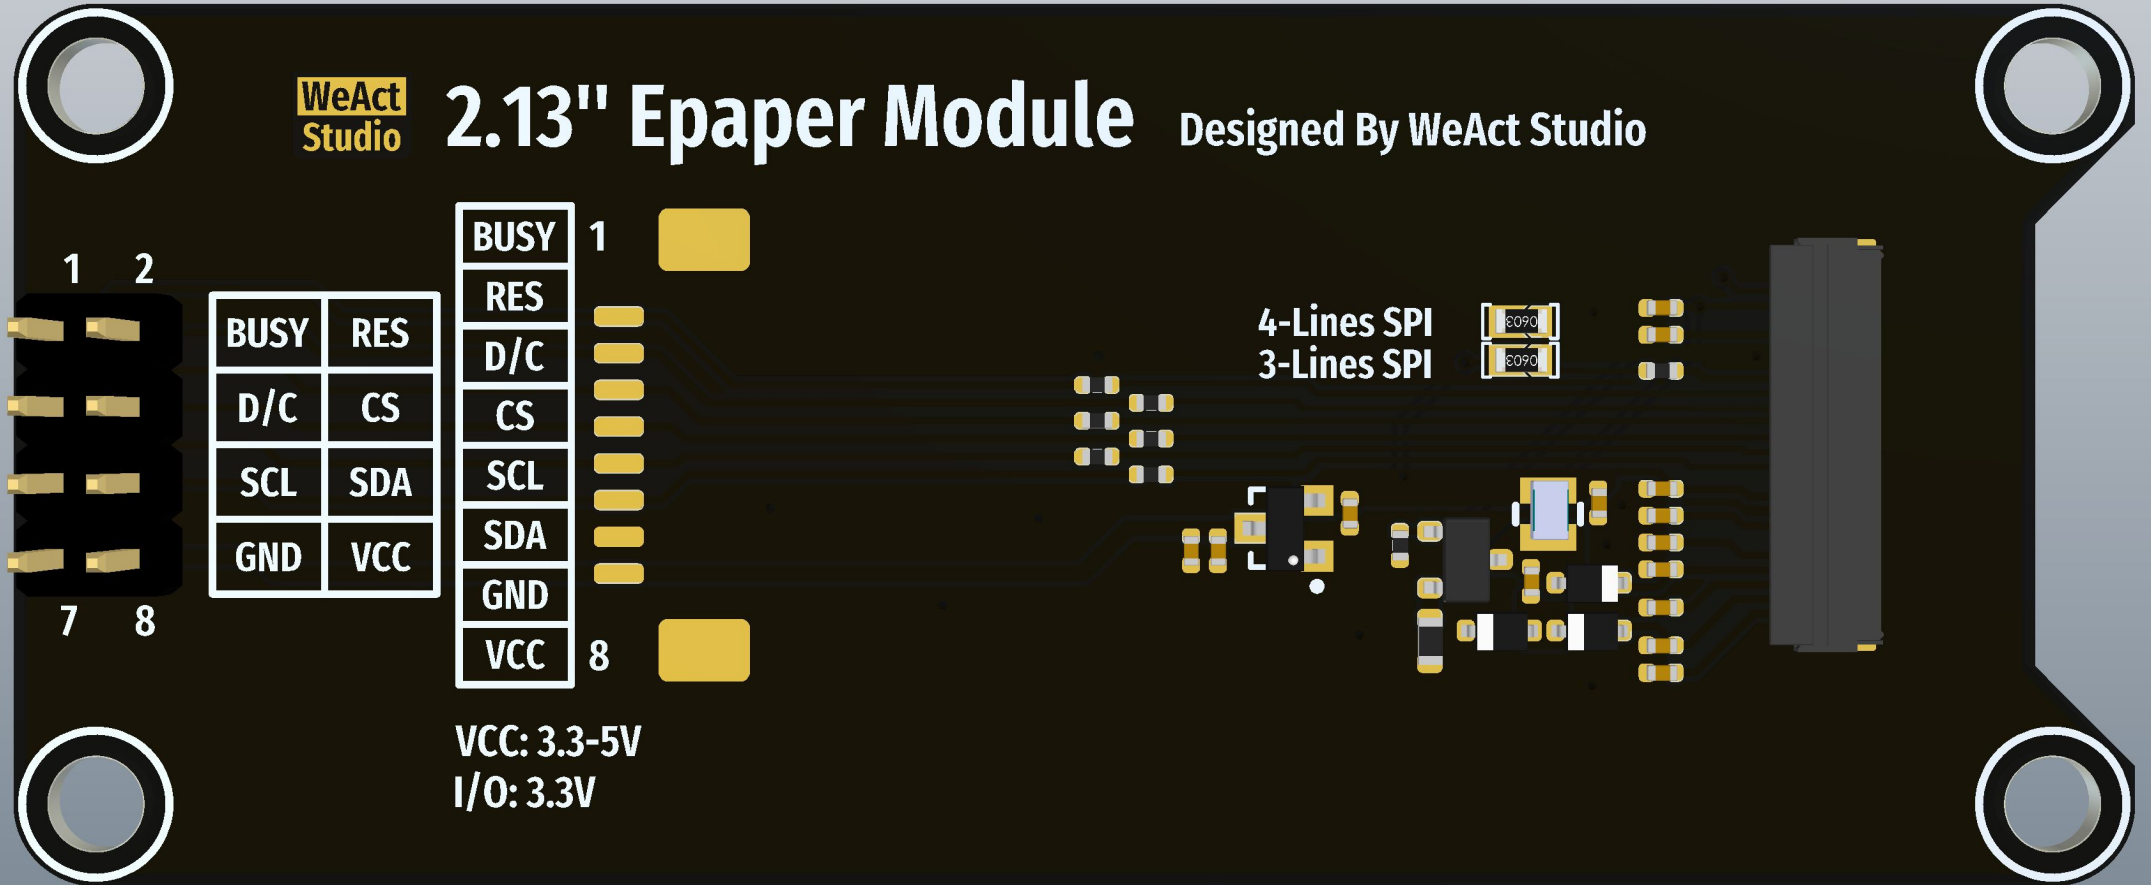 WeAct
Studio
2.13" Epaper Module
Designed By WeAct Studio
1 2
BUSY RES
D/C CS
SCL SDA
GND VCC
7 8
BUSY 1
RES
D/C
CS
SCL
SDA
GND
VCC 8
VCC: 3.3-5V
I/O: 3.3V
4-Lines SPI
3-Lines SPI
0603
0603